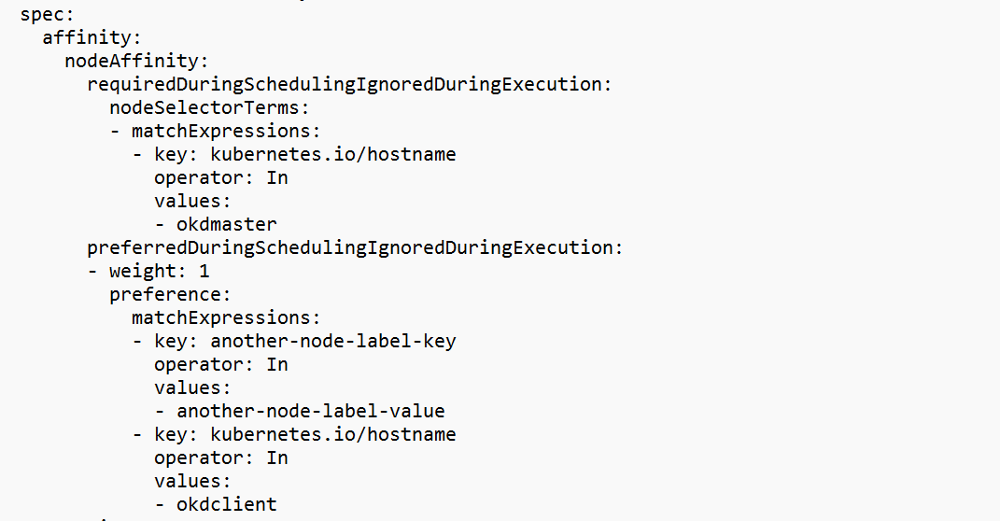 spec:
  affinity:
    nodeAffinity:
      requiredDuringSchedulingIgnoredDuringExecution:
        nodeSelectorTerms:
        - matchExpressions:
          - key: kubernetes.io/hostname
            operator: In
            values:
            - okdmaster
      preferredDuringSchedulingIgnoredDuringExecution:
      - weight: 1
        preference:
          matchExpressions:
          - key: another-node-label-key
            operator: In
            values:
            - another-node-label-value
          - key: kubernetes.io/hostname
            operator: In
            values:
            - okdclient